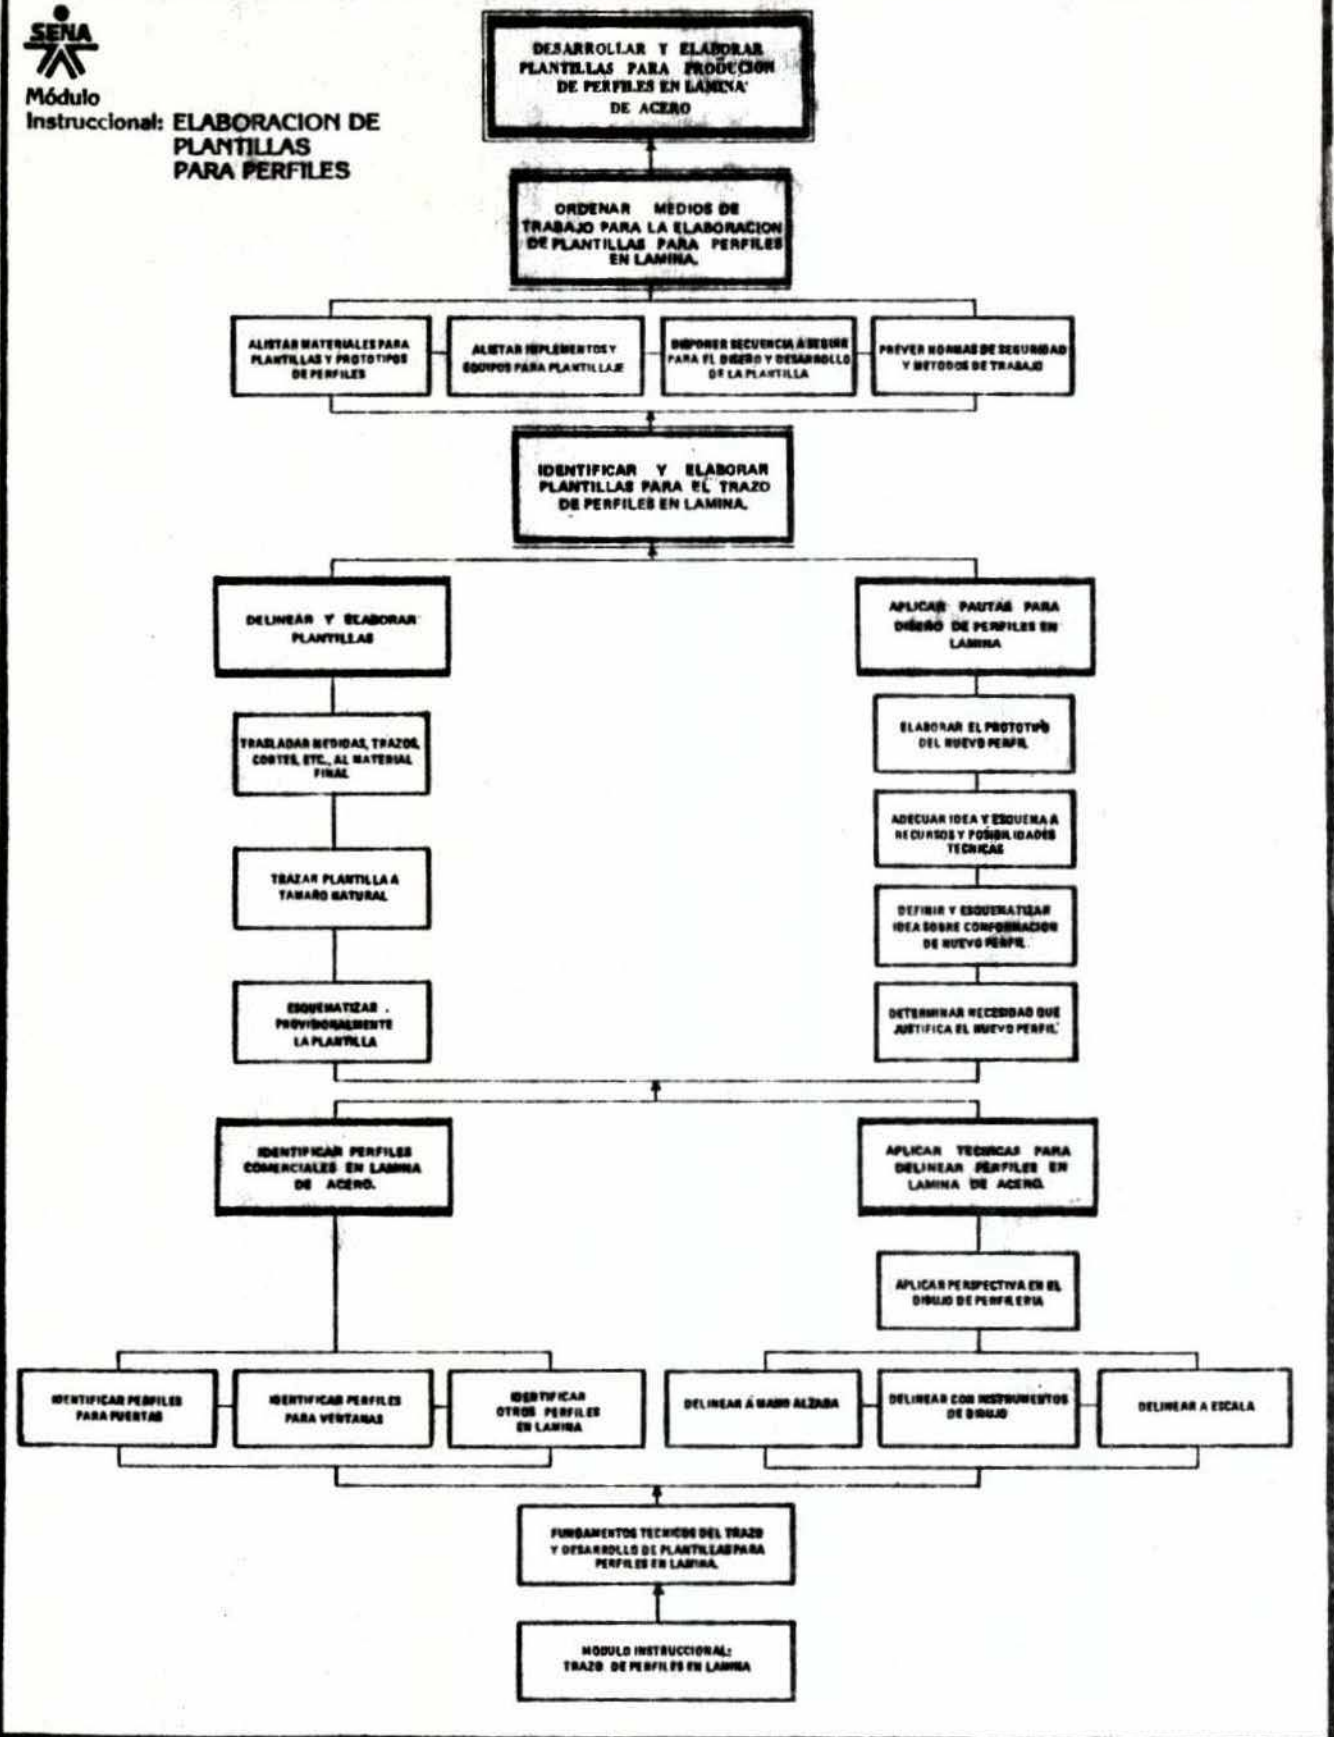 SENA
Módulo
Instruccional: ELABORACION DE
PLANTILLAS
PARA PERFILES
DESARROLLAR Y ELABORAR
PLANTILLAS PARA PRODUCCION
DE PERFILES EN LAMINA
DE ACERO
ORDENAR MEDIOS DE
TRABAJO PARA LA ELABORACION
DE PLANTILLAS PARA PERFILES
EN LAMINA.
ALISTAR MATERIALES PARA
PLANTILLAS Y PROTOTIPOS
DE PERFILES
ALISTAR IMPLEMENTOS Y
EQUIPOS PARA PLANTILLAJE
DISPONER SECUENCIA A SEGUIR
PARA EL DISEÑO Y DESARROLLO
DE LA PLANTILLA
PREVER NORMAS DE SEGURIDAD
Y METODOS DE TRABAJO
IDENTIFICAR Y ELABORAR
PLANTILLAS PARA EL TRAZO
DE PERFILES EN LAMINA.
DELINEAR Y ELABORAR
PLANTILLAS
APLICAR PAUTAS PARA
DISEÑO DE PERFILES EN
LAMINA
TRASLADAR MEDIDAS, TRAZOS,
CORTES, ETC., AL MATERIAL
FINAL
ELABORAR EL PROTOTIPO
DEL NUEVO PERFIL
ADECUAR IDEA Y ESQUEMA A
RECURSOS Y POSIBILIDADES
TECNICAS
TRAZAR PLANTILLA A
TAMAÑO NATURAL
DEFINIR Y ESQUEMATIZAR
IDEA SOBRE CONFORMACION
DE NUEVO PERFIL
ESQUEMATIZAR
PROVISIONALMENTE
LA PLANTILLA
DETERMINAR NECESIDAD QUE
JUSTIFICA EL NUEVO PERFIL
IDENTIFICAR PERFILES
COMERCIALES EN LAMINA
DE ACERO.
APLICAR TECNICAS PARA
DELINEAR PERFILES EN
LAMINA DE ACERO.
APLICAR PERSPECTIVA EN EL
DIBUJO DE PERFILERIA
IDENTIFICAR PERFILES
PARA PUERTAS
IDENTIFICAR PERFILES
PARA VENTANAS
IDENTIFICAR
OTROS PERFILES
EN LAMINA
DELINEAR A MANO ALZADA
DELINEAR CON INSTRUMENTOS
DE DIBUJO
DELINEAR A ESCALA
FUNDAMENTOS TECNICOS DEL TRAZO
Y DESARROLLO DE PLANTILLAS PARA
PERFILES EN LAMINA.
MODULO INSTRUCCIONAL:
TRAZO DE PERFILES EN LAMINA